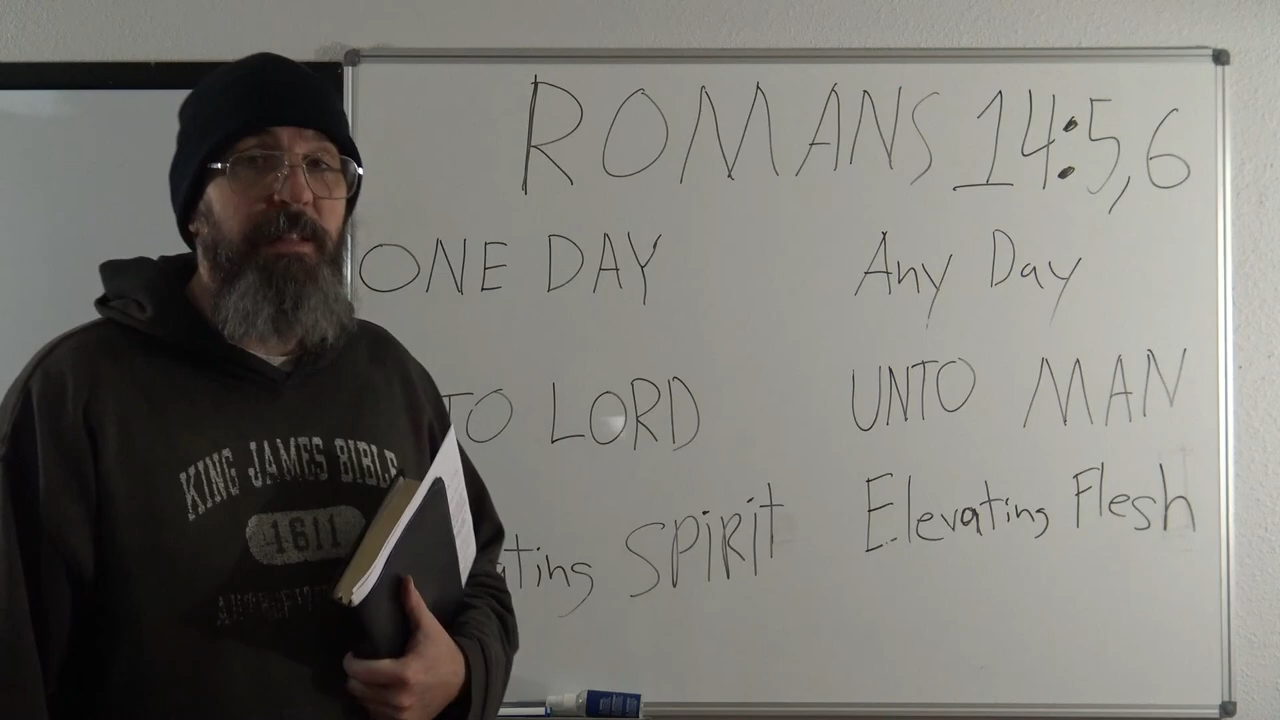 ROMANS 14:5,6
ONE DAY Any Day
TO LORD UNTO MAN
ating SPIRIT Elevating Flesh
KING JAMES BIBLE
1611